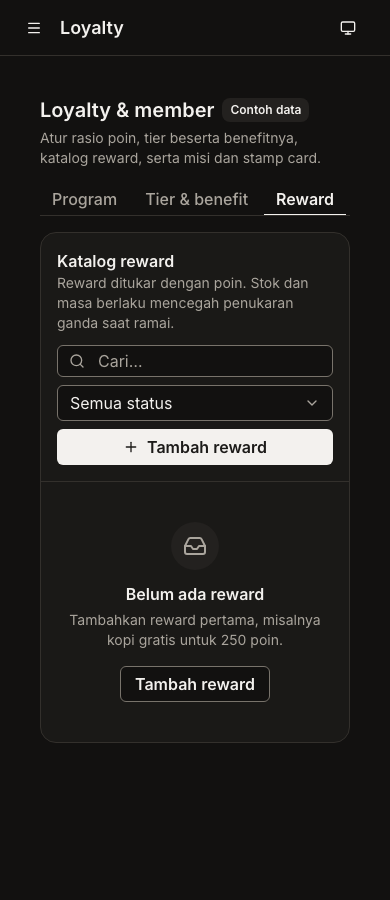 Loyalty
Loyalty & member
Contoh data
Atur rasio poin, tier beserta benefitnya,
katalog reward, serta misi dan stamp card.
Program
Tier & benefit
Reward
Katalog reward
Reward ditukar dengan poin. Stok dan
masa berlaku mencegah penukaran
ganda saat ramai.
Cari...
Semua status
Tambah reward
Belum ada reward
Tambahkan reward pertama, misalnya
kopi gratis untuk 250 poin.
Tambah reward